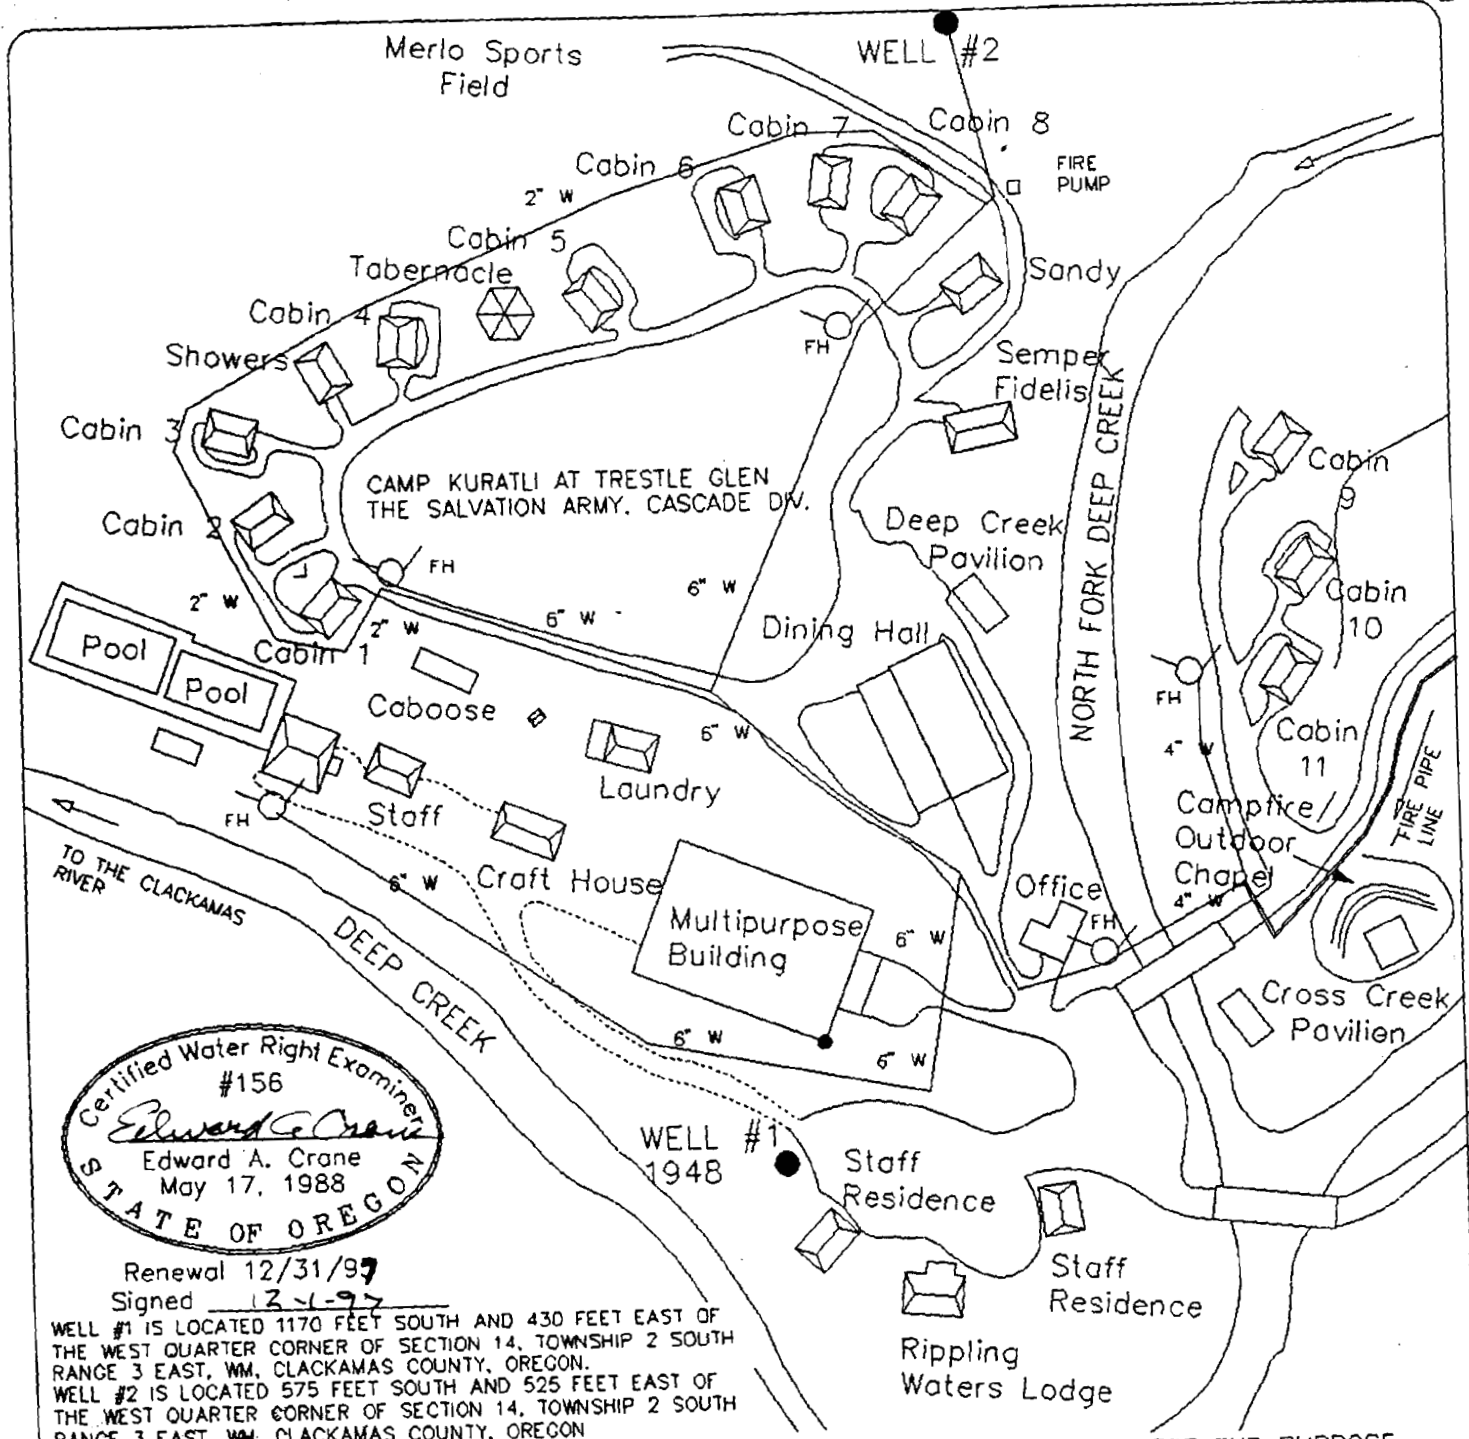 Merlo Sports
Field
WELL #2
Cabin 7
Cabin 8
FIRE
PUMP
Cabin 6
2" W
Cabin 5
Tabernacle
Sandy
Cabin 4
FH
Showers
Semper
Fidelis
Cabin 3
NORTH FORK DEEP CREEK
CAMP KURATLI AT TRESTLE GLEN
THE SALVATION ARMY. CASCADE DIV.
Cabin
9
Cabin 2
Deep Creek
Pavilion
FH
6" W
2" W
6" W
2" W
Cabin
10
Dining Hall
Pool
Pool
Cabin 1
FH
Caboose
6" W
4" W
Cabin
11
Laundry
Staff
FH
Campfire
Outdoor
Chapel
FIRE PIPE
LINE
TO THE CLACKAMAS
RIVER
6" W
Craft House
Office
4" W
FH
Multipurpose
Building
6" W
DEEP CREEK
Cross Creek
Pavilion
6" W
6" W
Certified Water Right Examiner
#156
Edward A. Crane
Edward A. Crane
May 17, 1988
STATE OF OREGON
WELL #1
1948
Staff
Residence
Staff
Residence
Rippling
Waters Lodge
Renewal 12/31/97
Signed 12-1-97
WELL #1 IS LOCATED 1170 FEET SOUTH AND 430 FEET EAST OF
THE WEST QUARTER CORNER OF SECTION 14, TOWNSHIP 2 SOUTH
RANGE 3 EAST, WM, CLACKAMAS COUNTY, OREGON.
WELL #2 IS LOCATED 575 FEET SOUTH AND 525 FEET EAST OF
THE WEST QUARTER CORNER OF SECTION 14, TOWNSHIP 2 SOUTH
RANGE 3 EAST, WM, CLACKAMAS COUNTY, OREGON